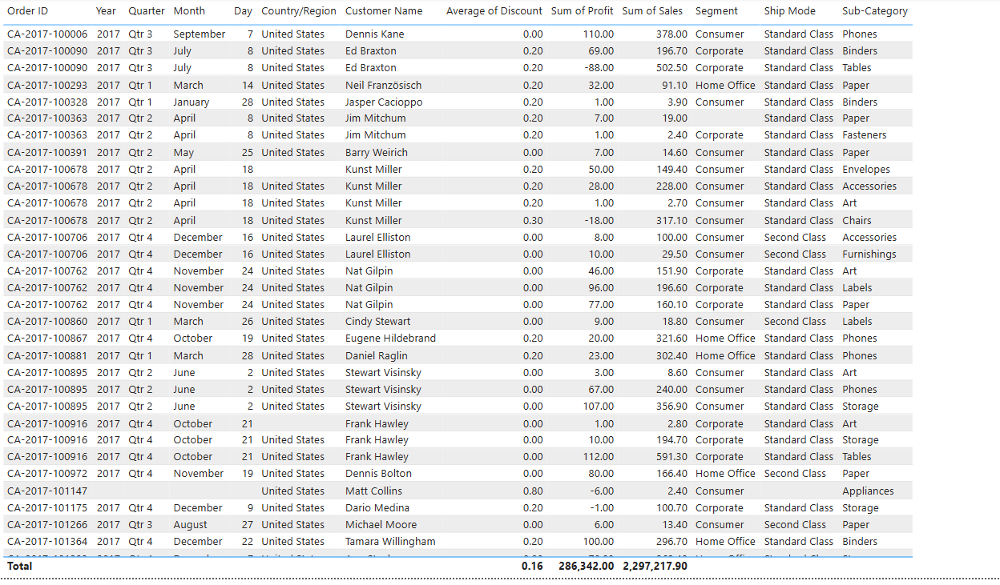 Order ID Year Quarter Month Day Country/Region Customer Name Average of Discount Sum of Profit Sum of Sales Segment Ship Mode Sub-Category
CA-2017-100006 2017 Qtr 3 September 7 United States Dennis Kane 0.00 110.00 378.00 Consumer Standard Class Phones
CA-2017-100090 2017 Qtr 3 July 8 United States Ed Braxton 0.20 69.00 196.70 Corporate Standard Class Binders
CA-2017-100090 2017 Qtr 3 July 8 United States Ed Braxton 0.20 -88.00 502.50 Corporate Standard Class Tables
CA-2017-100293 2017 Qtr 1 March 14 United States Neil Französisch 0.20 32.00 91.10 Home Office Standard Class Paper
CA-2017-100328 2017 Qtr 1 January 28 United States Jasper Cacioppo 0.20 1.00 3.90 Consumer Standard Class Binders
CA-2017-100363 2017 Qtr 2 April 8 United States Jim Mitchum 0.20 7.00 19.00 Standard Class Paper
CA-2017-100363 2017 Qtr 2 April 8 United States Jim Mitchum 0.20 1.00 2.40 Corporate Standard Class Fasteners
CA-2017-100391 2017 Qtr 2 May 25 United States Barry Weirich 0.00 7.00 14.60 Consumer Standard Class Paper
CA-2017-100678 2017 Qtr 2 April 18 Kunst Miller 0.20 50.00 149.40 Consumer Standard Class Envelopes
CA-2017-100678 2017 Qtr 2 April 18 United States Kunst Miller 0.20 28.00 228.00 Consumer Standard Class Accessories
CA-2017-100678 2017 Qtr 2 April 18 United States Kunst Miller 0.20 1.00 2.70 Consumer Standard Class Art
CA-2017-100678 2017 Qtr 2 April 18 United States Kunst Miller 0.30 -18.00 317.10 Consumer Standard Class Chairs
CA-2017-100706 2017 Qtr 4 December 16 United States Laurel Elliston 0.00 8.00 100.00 Consumer Second Class Accessories
CA-2017-100706 2017 Qtr 4 December 16 United States Laurel Elliston 0.00 10.00 29.50 Consumer Second Class Furnishings
CA-2017-100762 2017 Qtr 4 November 24 United States Nat Gilpin 0.00 46.00 151.90 Corporate Standard Class Art
CA-2017-100762 2017 Qtr 4 November 24 United States Nat Gilpin 0.00 96.00 196.60 Corporate Standard Class Labels
CA-2017-100762 2017 Qtr 4 November 24 United States Nat Gilpin 0.00 77.00 160.10 Corporate Standard Class Paper
CA-2017-100860 2017 Qtr 1 March 26 United States Cindy Stewart 0.00 9.00 18.80 Consumer Second Class Labels
CA-2017-100867 2017 Qtr 4 October 19 United States Eugene Hildebrand 0.20 20.00 321.60 Home Office Standard Class Phones
CA-2017-100881 2017 Qtr 1 March 28 United States Daniel Raglin 0.20 23.00 302.40 Home Office Standard Class Phones
CA-2017-100895 2017 Qtr 2 June 2 United States Stewart Visinsky 0.00 3.00 8.60 Consumer Standard Class Art
CA-2017-100895 2017 Qtr 2 June 2 United States Stewart Visinsky 0.00 67.00 240.00 Consumer Standard Class Phones
CA-2017-100895 2017 Qtr 2 June 2 United States Stewart Visinsky 0.00 107.00 356.90 Consumer Standard Class Storage
CA-2017-100916 2017 Qtr 4 October 21 Frank Hawley 0.00 1.00 2.80 Corporate Standard Class Art
CA-2017-100916 2017 Qtr 4 October 21 United States Frank Hawley 0.00 10.00 194.70 Corporate Standard Class Storage
CA-2017-100916 2017 Qtr 4 October 21 United States Frank Hawley 0.00 112.00 591.30 Corporate Standard Class Tables
CA-2017-100972 2017 Qtr 4 November 19 United States Dennis Bolton 0.00 80.00 166.40 Home Office Second Class Paper
CA-2017-101147 United States Matt Collins 0.80 -6.00 2.40 Consumer Appliances
CA-2017-101175 2017 Qtr 4 December 9 United States Dario Medina 0.20 -1.00 100.70 Corporate Standard Class Storage
CA-2017-101266 2017 Qtr 3 August 27 United States Michael Moore 0.00 6.00 13.40 Consumer Second Class Paper
CA-2017-101364 2017 Qtr 4 December 22 United States Tamara Willingham 0.20 100.00 296.70 Home Office Standard Class Binders
Total 0.16 286,342.00 2,297,217.90